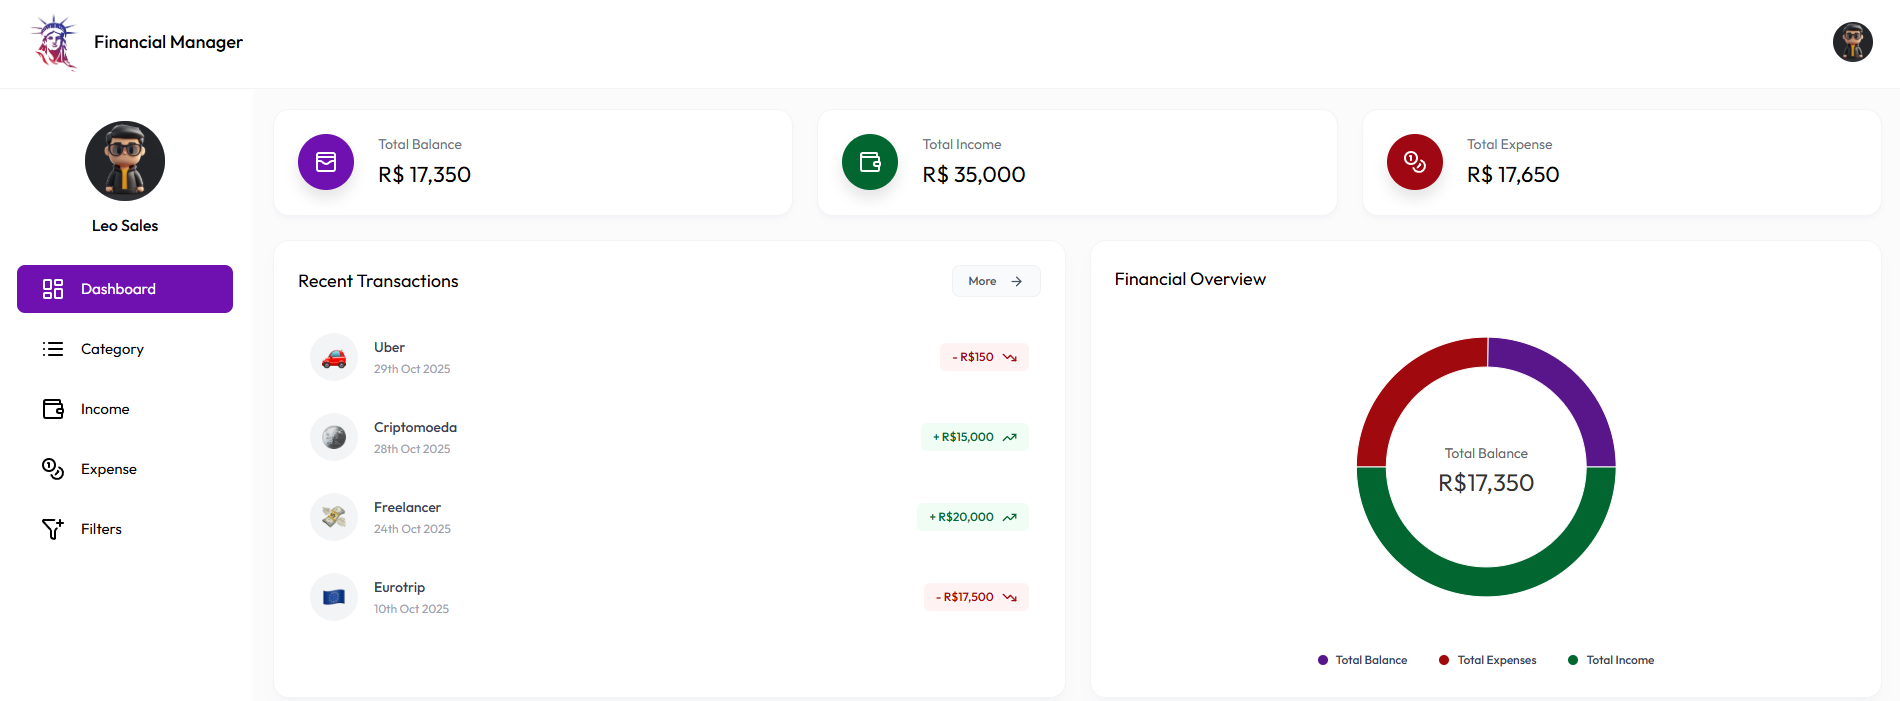 Financial Manager
Leo Sales
Dashboard
Category
Income
Expense
Filters
Total Balance
R$ 17,350
Total Income
R$ 35,000
Total Expense
R$ 17,650
Recent Transactions
More
Uber
29th Oct 2025
- R$150
Criptomoeda
28th Oct 2025
+ R$15,000
Freelancer
24th Oct 2025
+ R$20,000
Eurotrip
10th Oct 2025
- R$17,500
Financial Overview
Total Balance
R$17,350
Total Balance
Total Expenses
Total Income